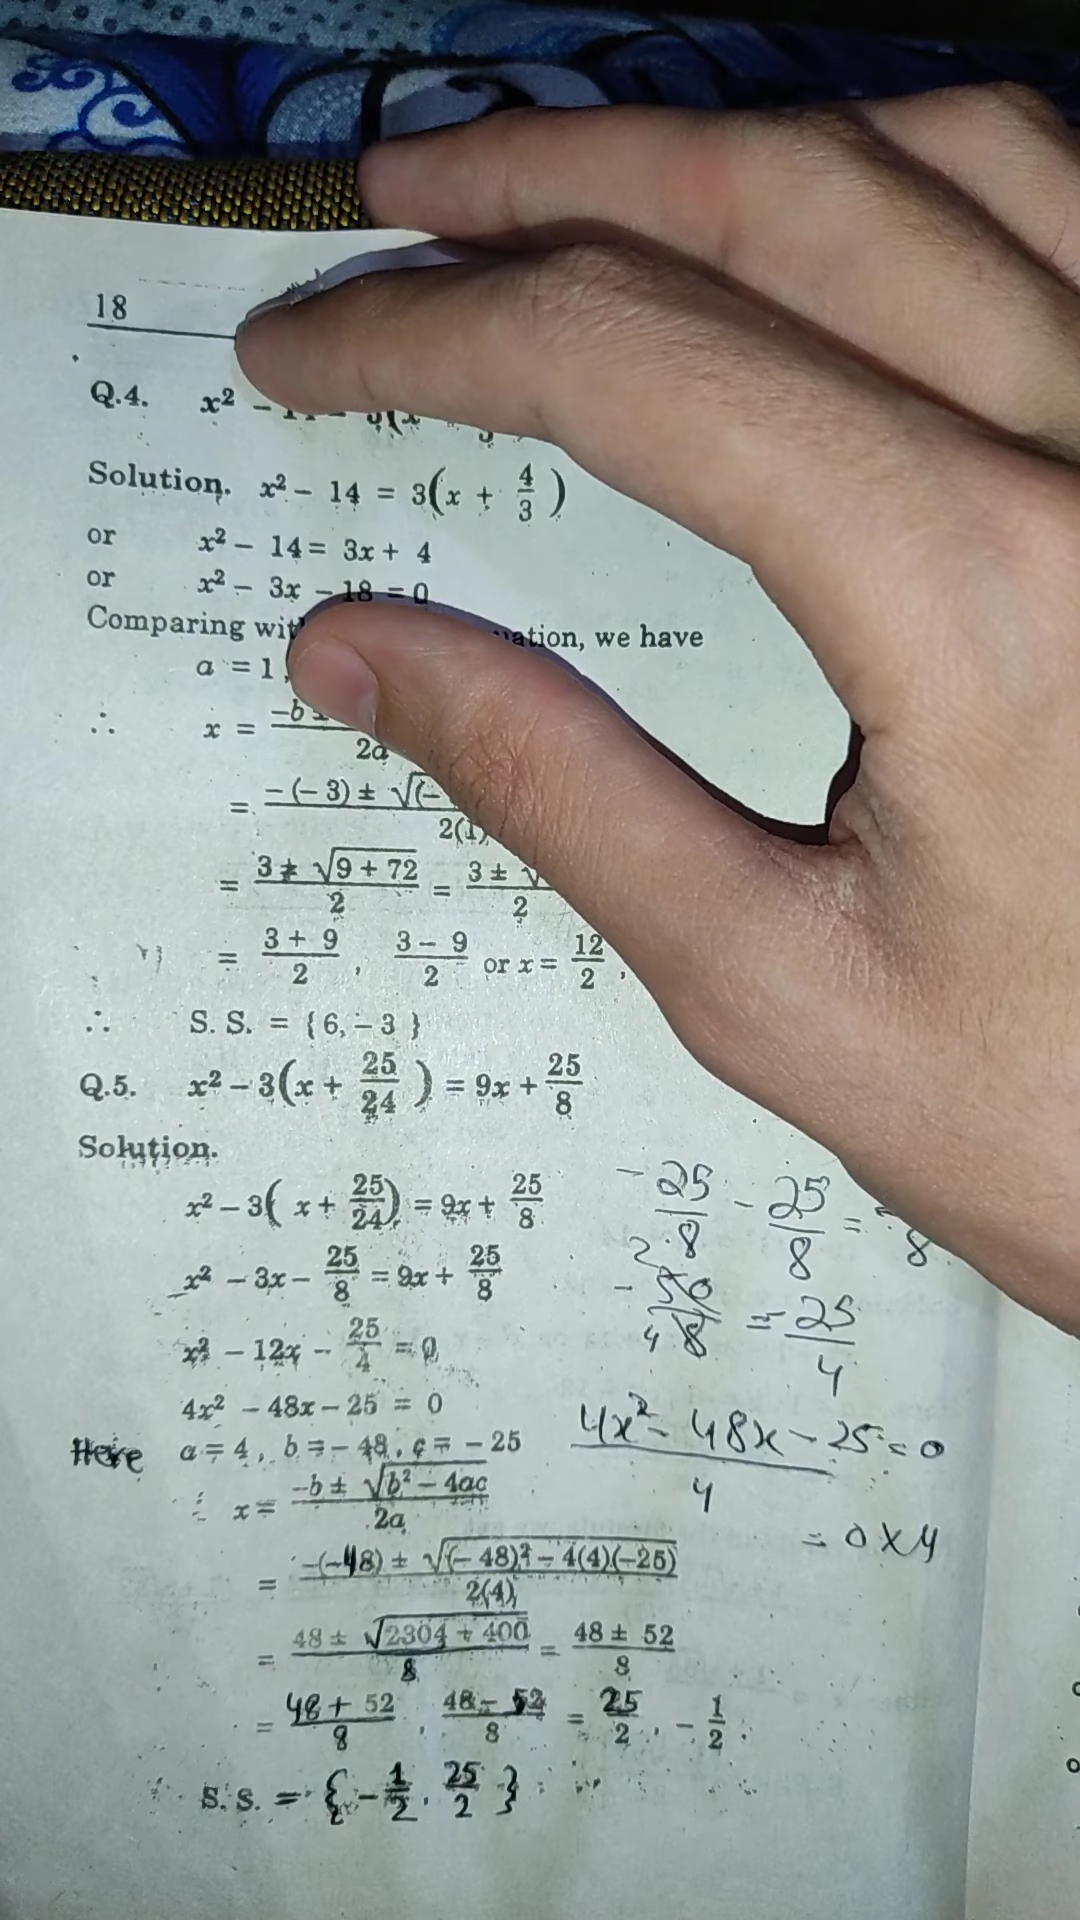 18
Q.4. x² –
Solution. x² – 14 = 3(x + 4/3)
or x² – 14 = 3x + 4
or x² – 3x – 18 = 0
Comparing we have
a = 1,
∴ x = –b ± / 2a
= –(–3) ± √(– / 2(1)
= 3 ± √9 + 72 / 2 = 3 ± √ / 2
= 3 + 9 / 2 , 3 – 9 / 2 or x = 12/2 ,
∴ S. S. = {6, – 3 }
Q.5. x² – 3(x + 25/24) = 9x + 25/8
Solution.
x² – 3( x + 25/24) = 9x + 25/8
x² – 3x – 25/8 = 9x + 25/8
x² – 12x – 25/4 = 0
4x² – 48x – 25 = 0
Here a = 4, b = – 48, c = – 25
∴ x = –b ± √b² – 4ac / 2a
= –(–48) ± √(– 48)² – 4(4)(–25) / 2(4)
= 48 ± √2304 + 400 / 8 = 48 ± 52 / 8
= 48 + 52 / 8 , 48 – 52 / 8 = 25/2 , – 1/2 .
S. S. = {– 1/2 , 25/2 }
– 25/8 – 25/8 = 8
= 25/4
4x² – 48x – 25 = 0
4
= 0 x 4